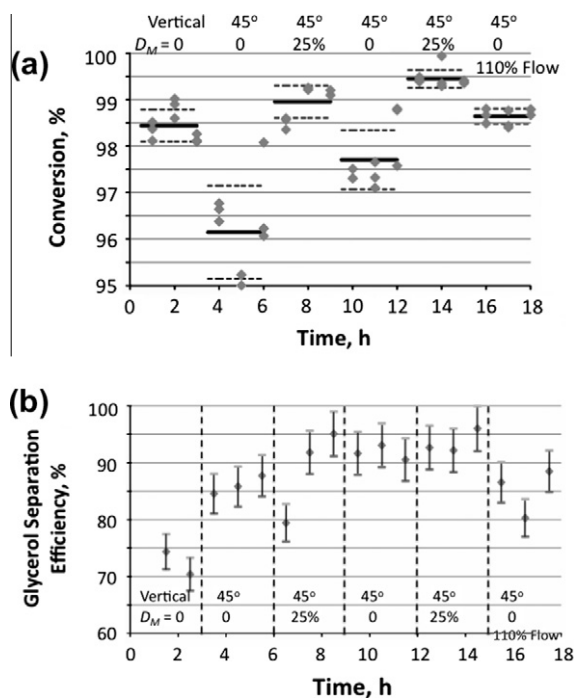 (a)
Vertical 45° 45° 45° 45° 45°
D_M = 0 0 25% 0 25% 0
110% Flow
100
99
98
97
96
95
Conversion, %
0 2 4 6 8 10 12 14 16 18
Time, h
(b)
100
90
80
70
60
Glycerol Separation
Efficiency, %
Vertical 45° 45° 45° 45° 45°
D_M = 0 0 25% 0 25% 0
110% Flow
0 2 4 6 8 10 12 14 16 18
Time, h